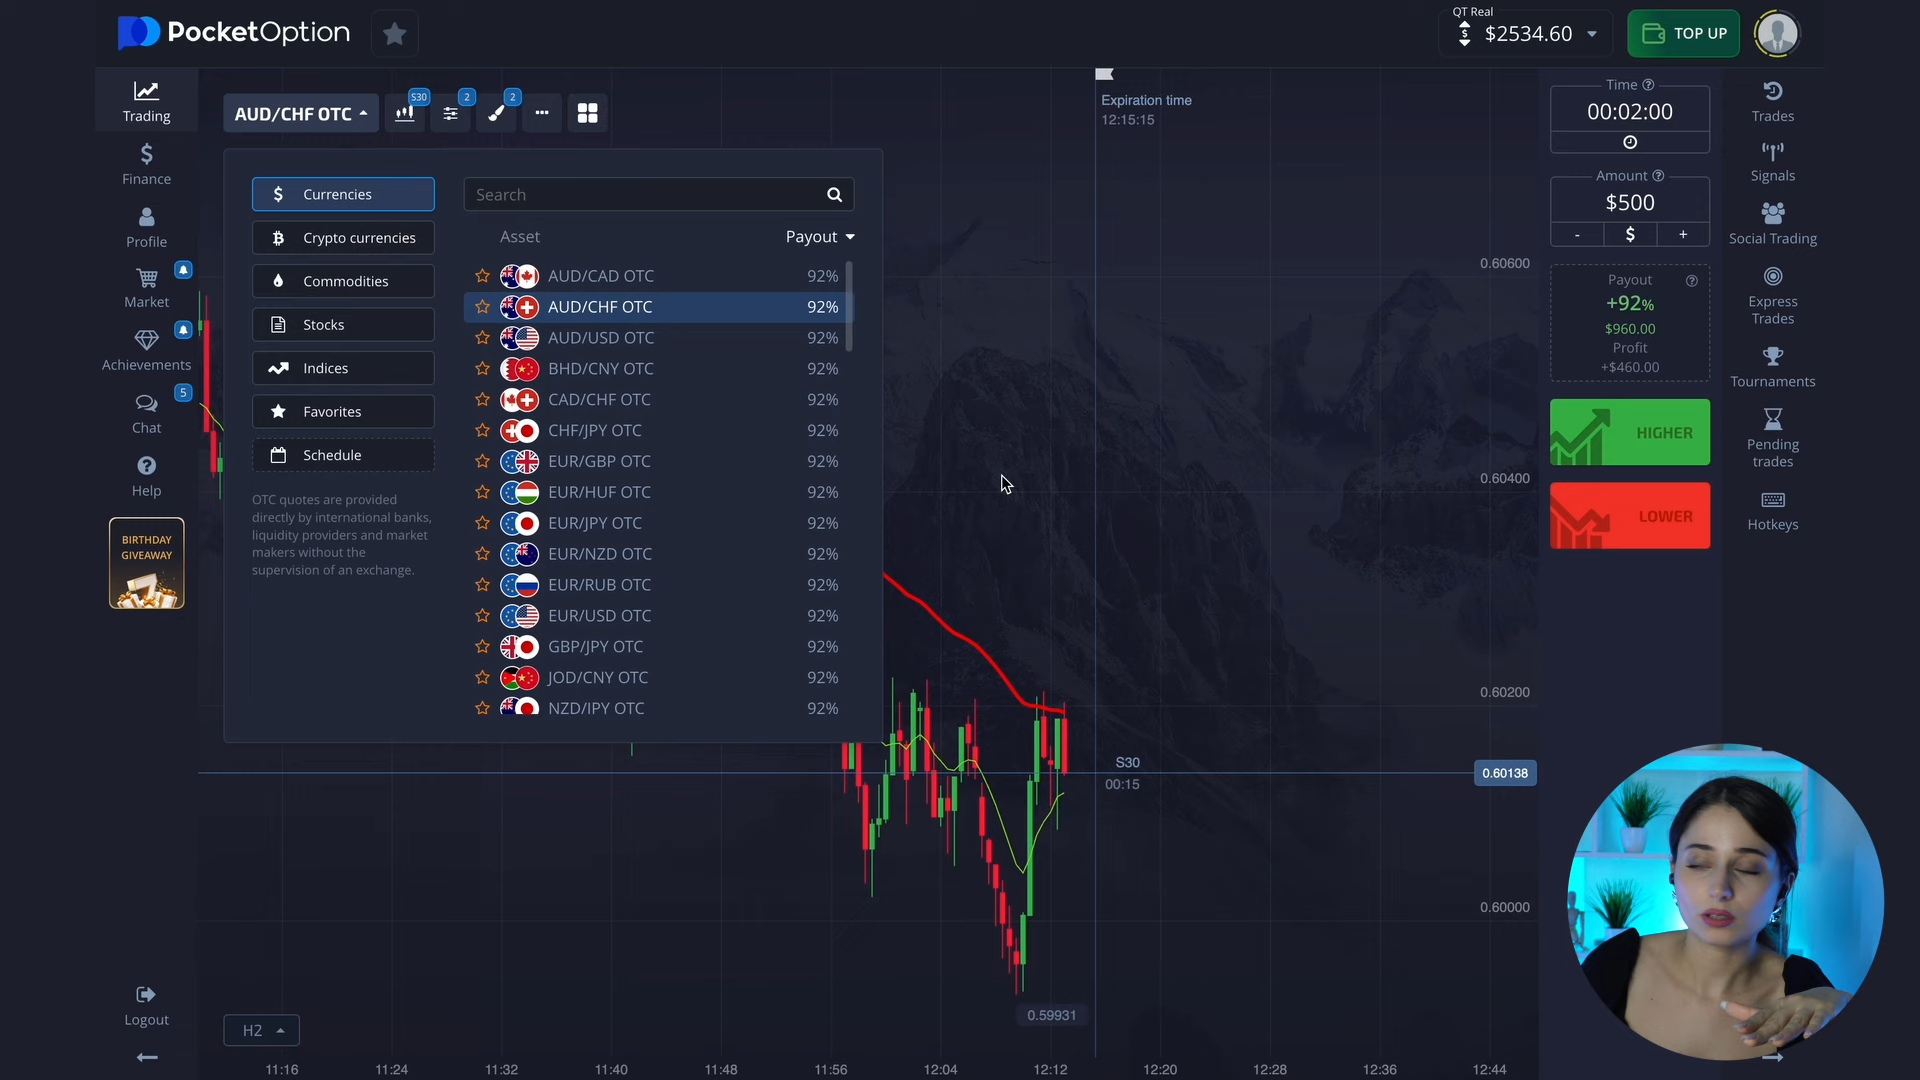 PocketOption
QT Real
$2534.60
TOP UP
Trading
Finance
Profile
Market
Achievements
5
Chat
Help
BIRTHDAY
GIVEAWAY
Logout
AUD/CHF OTC
S30
2
2
Currencies
Crypto currencies
Commodities
Stocks
Indices
Favorites
Schedule
OTC quotes are provided
directly by international banks,
liquidity providers and market
makers without the
supervision of an exchange.
Search
Asset Payout
AUD/CAD OTC 92%
AUD/CHF OTC 92%
AUD/USD OTC 92%
BHD/CNY OTC 92%
CAD/CHF OTC 92%
CHF/JPY OTC 92%
EUR/GBP OTC 92%
EUR/HUF OTC 92%
EUR/JPY OTC 92%
EUR/NZD OTC 92%
EUR/RUB OTC 92%
EUR/USD OTC 92%
GBP/JPY OTC 92%
JOD/CNY OTC 92%
NZD/JPY OTC 92%
Expiration time
12:15:15
0.60600
0.60400
0.60200
S30
00:15
0.60138
0.60000
0.59931
H2
11:16 11:24 11:32 11:40 11:48 11:56 12:04 12:12 12:20 12:28 12:36 12:44
Time
00:02:00
Amount
$500
- $ +
Payout
+92%
$960.00
Profit
+$460.00
HIGHER
LOWER
Trades
Signals
Social Trading
Express
Trades
Tournaments
Pending
trades
Hotkeys